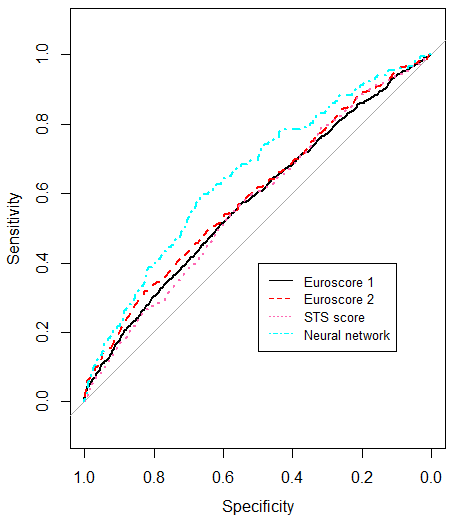 1.0
0.8
0.6
0.4
0.2
0.0
Sensitivity
Euroscore 1
Euroscore 2
STS score
Neural network
1.0 0.8 0.6 0.4 0.2 0.0
Specificity